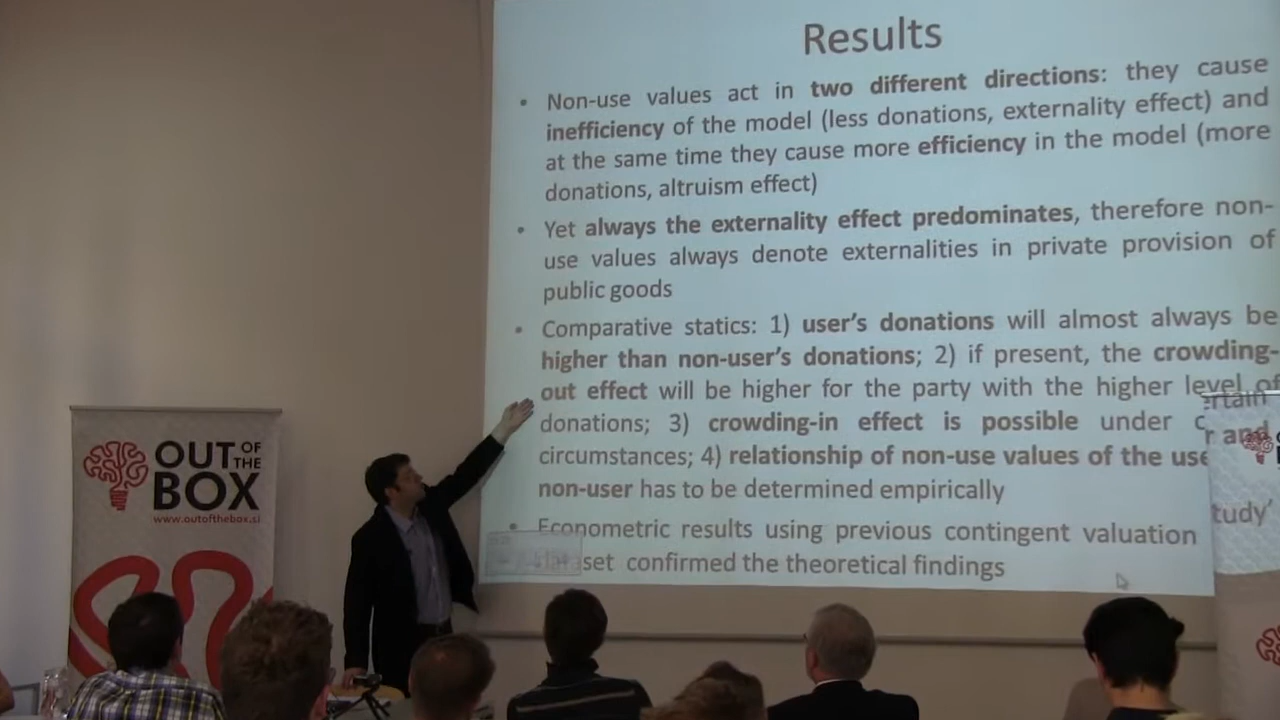 Results
• Non-use values act in two different directions: they cause
inefficiency of the model (less donations, externality effect) and
at the same time they cause more efficiency in the model (more
donations, altruism effect)
• Yet always the externality effect predominates, therefore non-
use values always denote externalities in private provision of
public goods
• Comparative statics: 1) user's donations will almost always be
higher than non-user's donations; 2) if present, the crowding-
out effect will be higher for the party with the higher level of
donations; 3) crowding-in effect is possible under
circumstances; 4) relationship of non-use values of the
non-user has to be determined empirically
• Econometric results using previous contingent valuation
confirmed the theoretical findings
OUT OF THE BOX
www.outofthebox.si